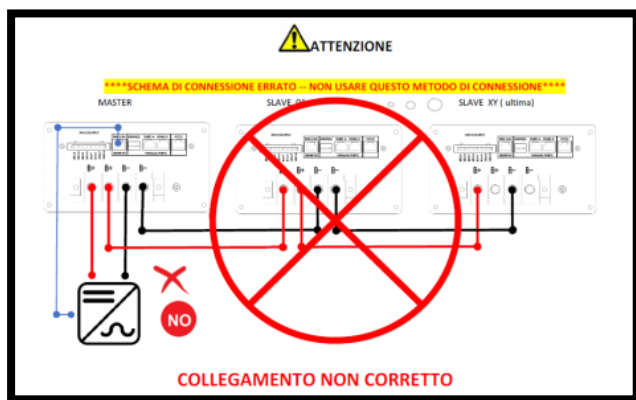 ATTENZIONE
****SCHEMA DI CONNESSIONE ERRATO -- NON USARE QUESTO METODO DI CONNESSIONE****
MASTER SLAVE SLAVE XY ( ultima)
B+ B+ B- B- B+ B+ B- B- B+ B+ B- B-
NO
COLLEGAMENTO NON CORRETTO